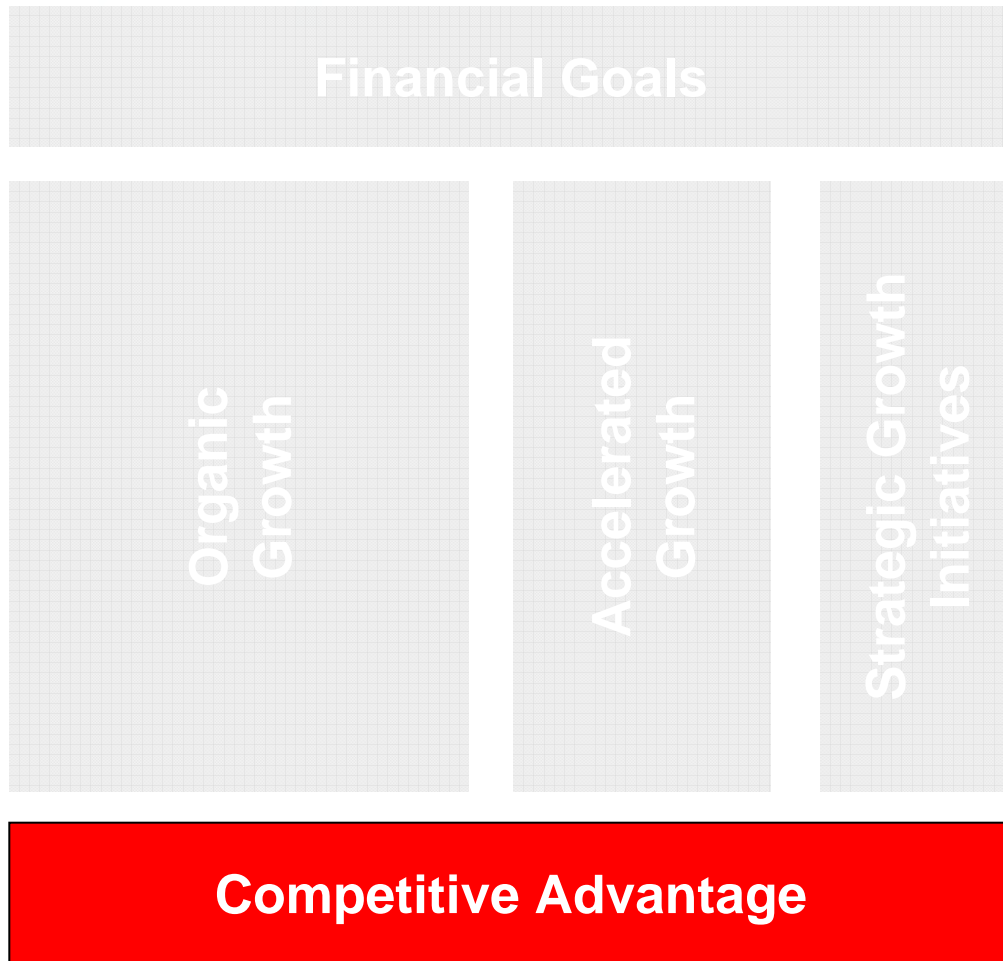 Financial Goals
Organic
Growth
Accelerated
Growth
Strategic Growth
Initiatives
Competitive Advantage